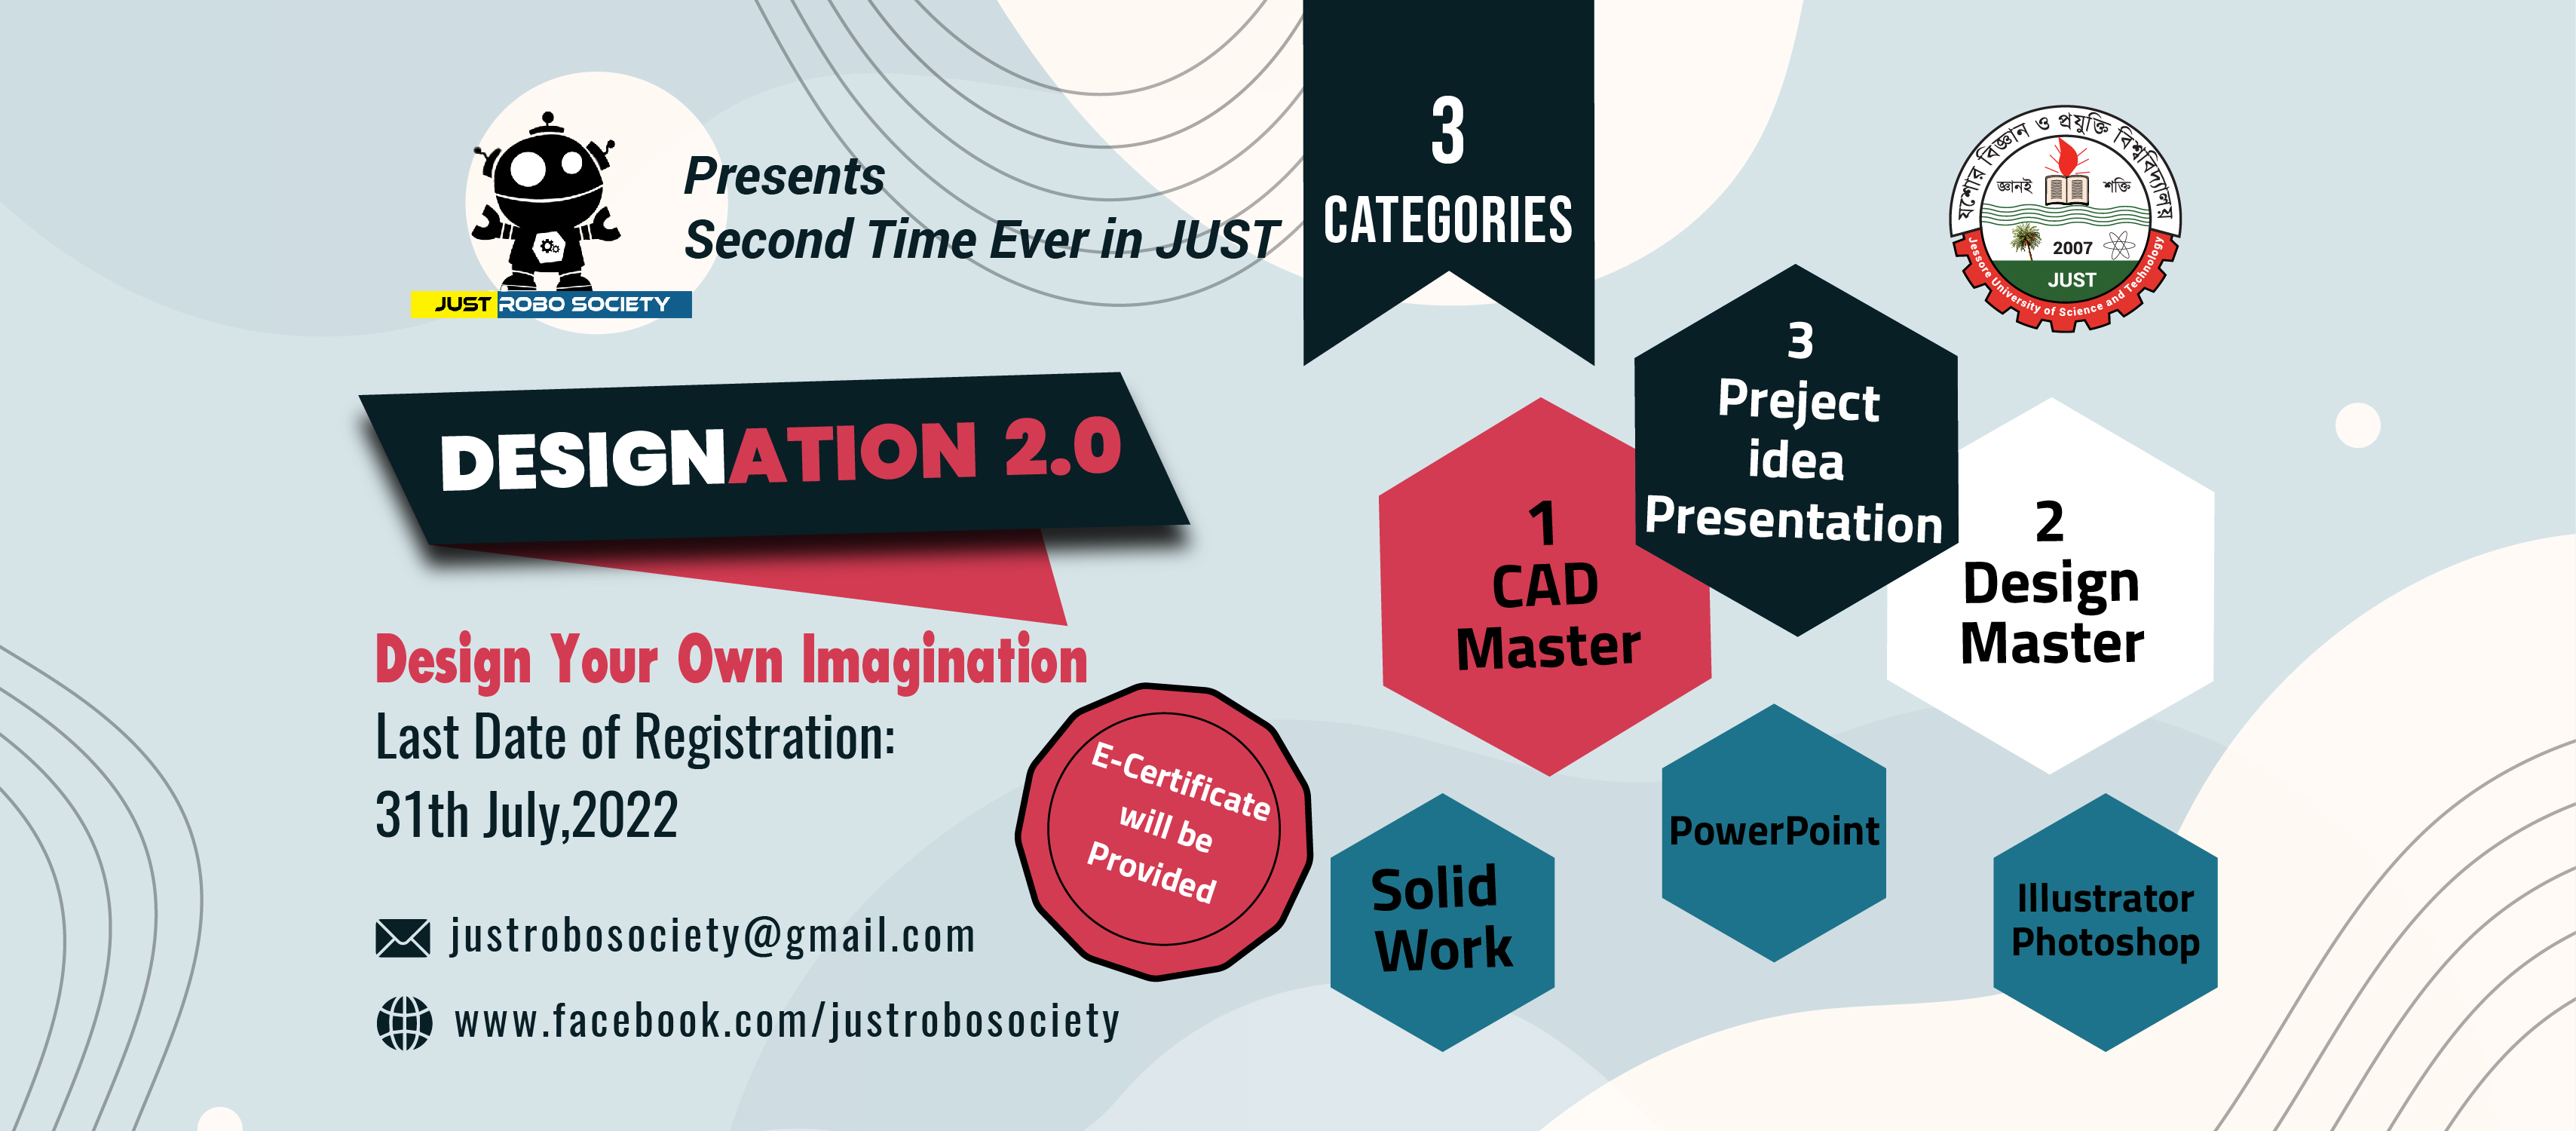 JUST ROBO SOCIETY
Presents
Second Time Ever in JUST
DESIGNATION 2.0
Design Your Own Imagination
Last Date of Registration:
31th July,2022
justrobosociety@gmail.com
www.facebook.com/justrobosociety
E-Certificate
will be
Provided
3
CATEGORIES
যশোর বিজ্ঞান ও প্রযুক্তি বিশ্ববিদ্যালয়
জ্ঞানই
শক্তি
2007
JUST
Jessore University of Science and Technology
1
CAD
Master
3
Preject
idea
Presentation
2
Design
Master
Solid
Work
PowerPoint
Illustrator
Photoshop